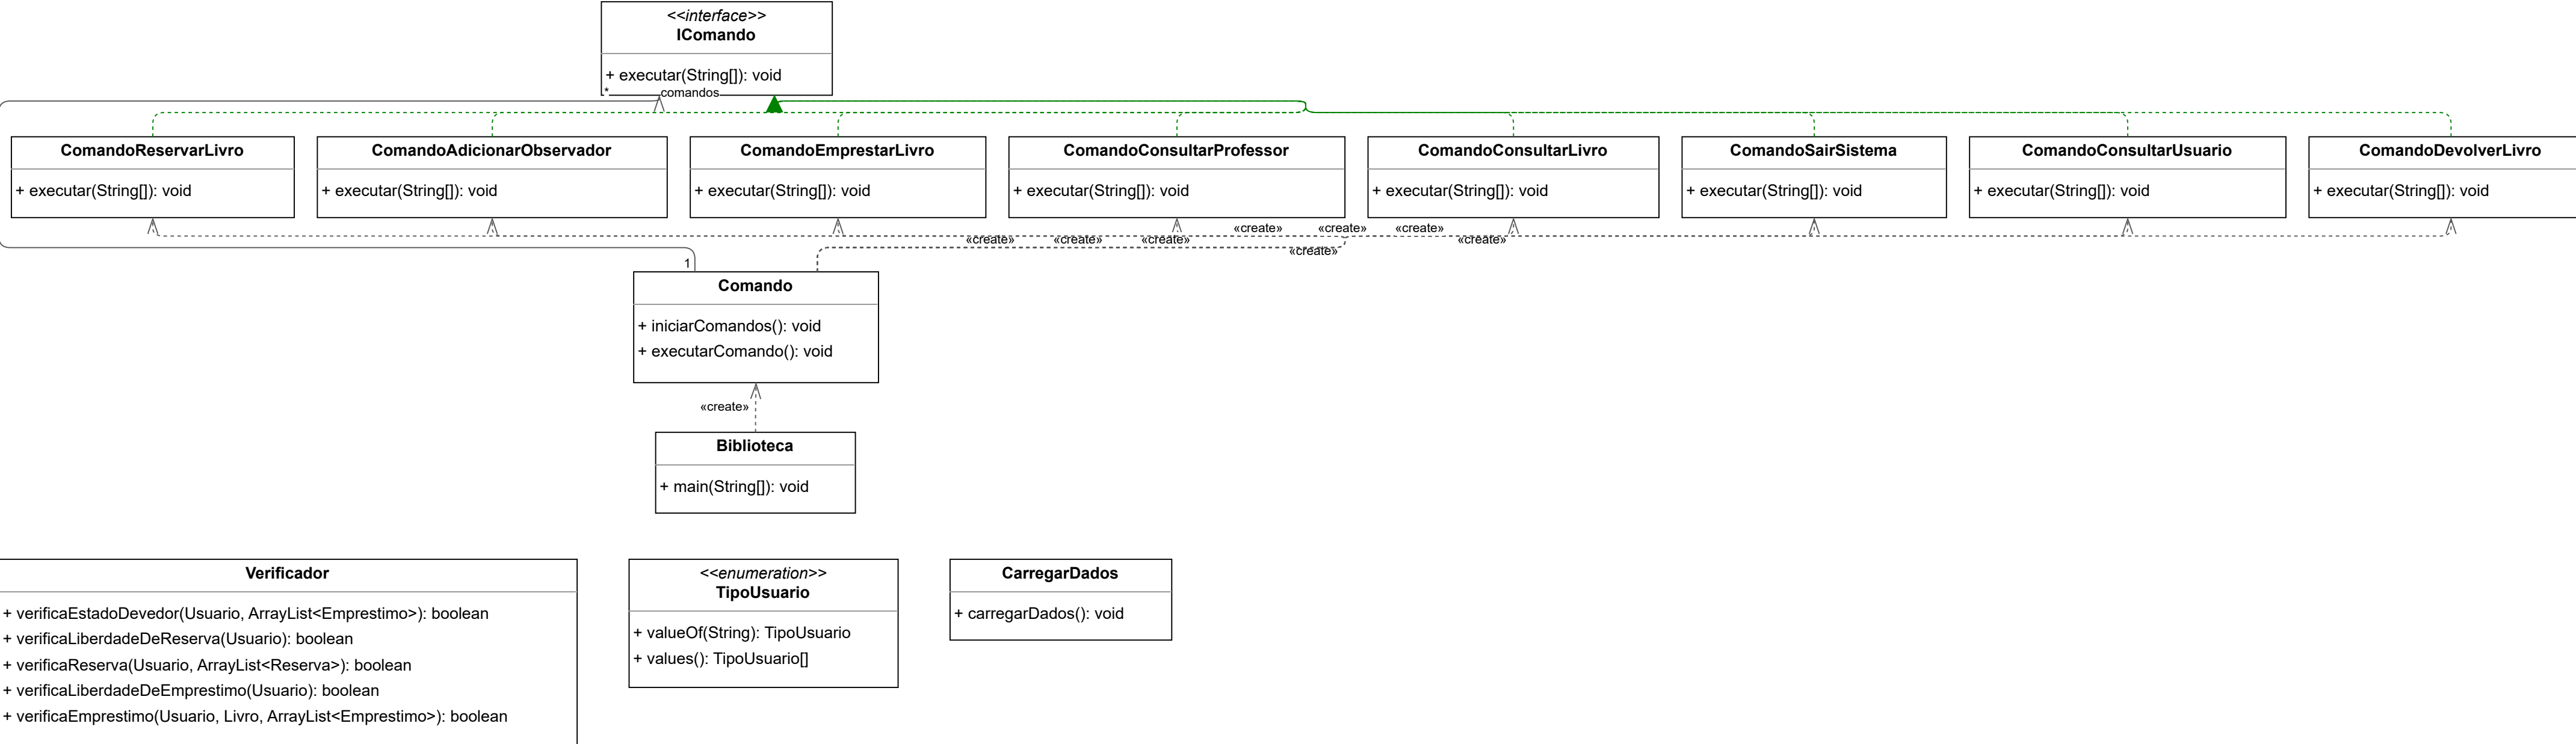 <<interface>>
IComando
+ executar(String[]): void
*
comandos
ComandoReservarLivro
+ executar(String[]): void
ComandoAdicionarObservador
+ executar(String[]): void
ComandoEmprestarLivro
+ executar(String[]): void
ComandoConsultarProfessor
+ executar(String[]): void
ComandoConsultarLivro
+ executar(String[]): void
ComandoSairSistema
+ executar(String[]): void
ComandoConsultarUsuario
+ executar(String[]): void
ComandoDevolverLivro
+ executar(String[]): void
«create»
«create»
«create»
«create»
«create»
«create»
«create»
«create»
1
Comando
+ iniciarComandos(): void
+ executarComando(): void
«create»
Biblioteca
+ main(String[]): void
Verificador
+ verificaEstadoDevedor(Usuario, ArrayList<Emprestimo>): boolean
+ verificaLiberdadeDeReserva(Usuario): boolean
+ verificaReserva(Usuario, ArrayList<Reserva>): boolean
+ verificaLiberdadeDeEmprestimo(Usuario): boolean
+ verificaEmprestimo(Usuario, Livro, ArrayList<Emprestimo>): boolean
<<enumeration>>
TipoUsuario
+ valueOf(String): TipoUsuario
+ values(): TipoUsuario[]
CarregarDados
+ carregarDados(): void